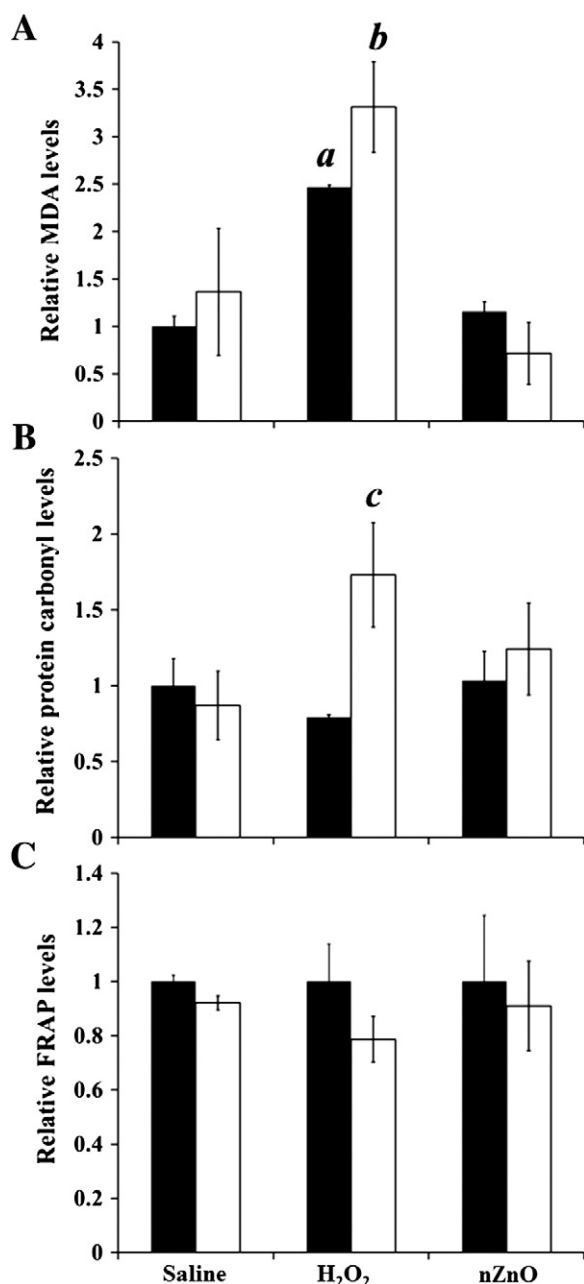 A
Relative MDA levels
4
3.5
3
2.5
2
1.5
1
0.5
0
a
b
B
Relative protein carbonyl levels
2.5
2
1.5
1
0.5
0
c
C
Relative FRAP levels
1.4
1.2
1
0.8
0.6
0.4
0.2
0
Saline H₂O₂ nZnO